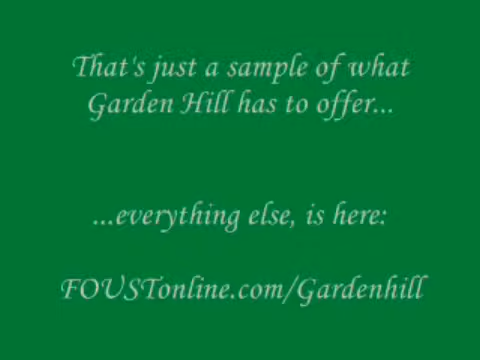 That's just a sample of what
Garden Hill has to offer...
...everything else, is here:
FOUSTonline.com/Gardenhill